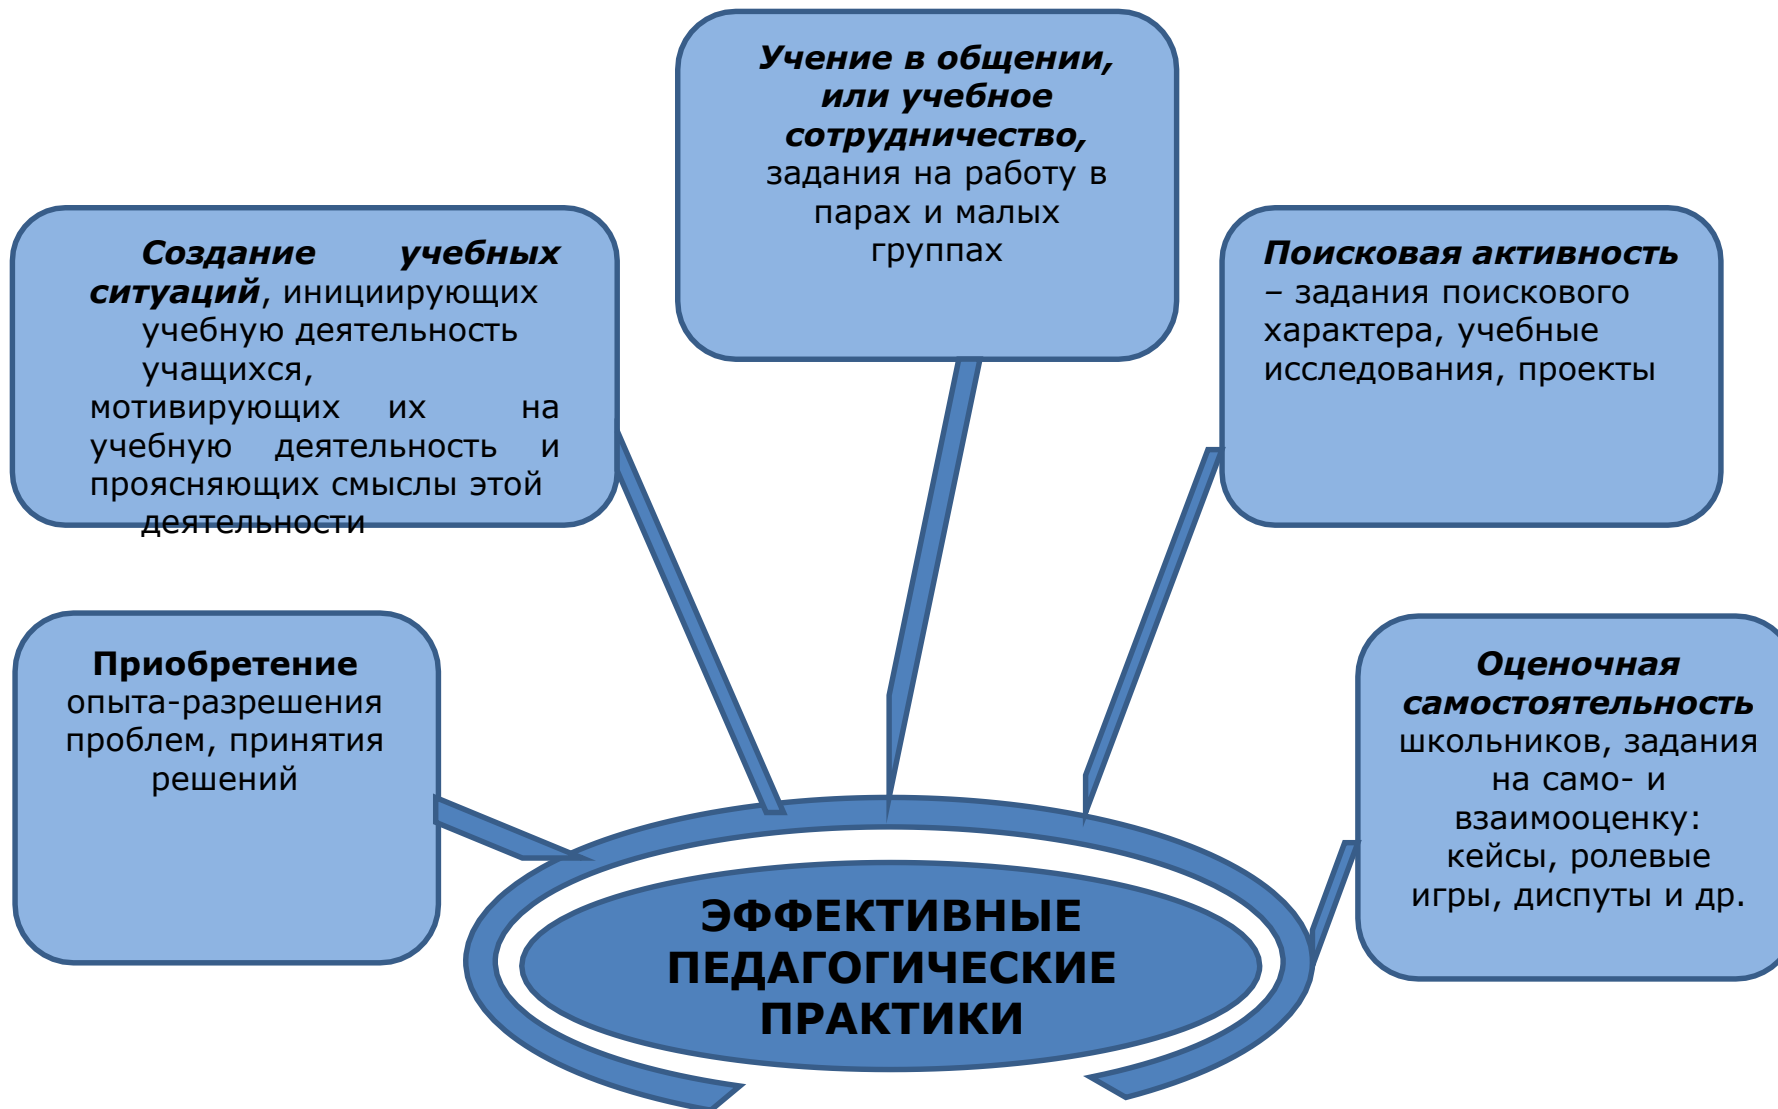 Учение в общении,
или учебное
сотрудничество,
задания на работу в
парах и малых
группах
Создание учебных
ситуаций, инициирующих
учебную деятельность
учащихся,
мотивирующих их на
учебную деятельность и
проясняющих смыслы этой
деятельности
Поисковая активность
– задания поискового
характера, учебные
исследования, проекты
Приобретение
опыта-разрешения
проблем, принятия
решений
Оценочная
самостоятельность
школьников, задания
на само- и
взаимооценку:
кейсы, ролевые
игры, диспуты и др.
ЭФФЕКТИВНЫЕ
ПЕДАГОГИЧЕСКИЕ
ПРАКТИКИ